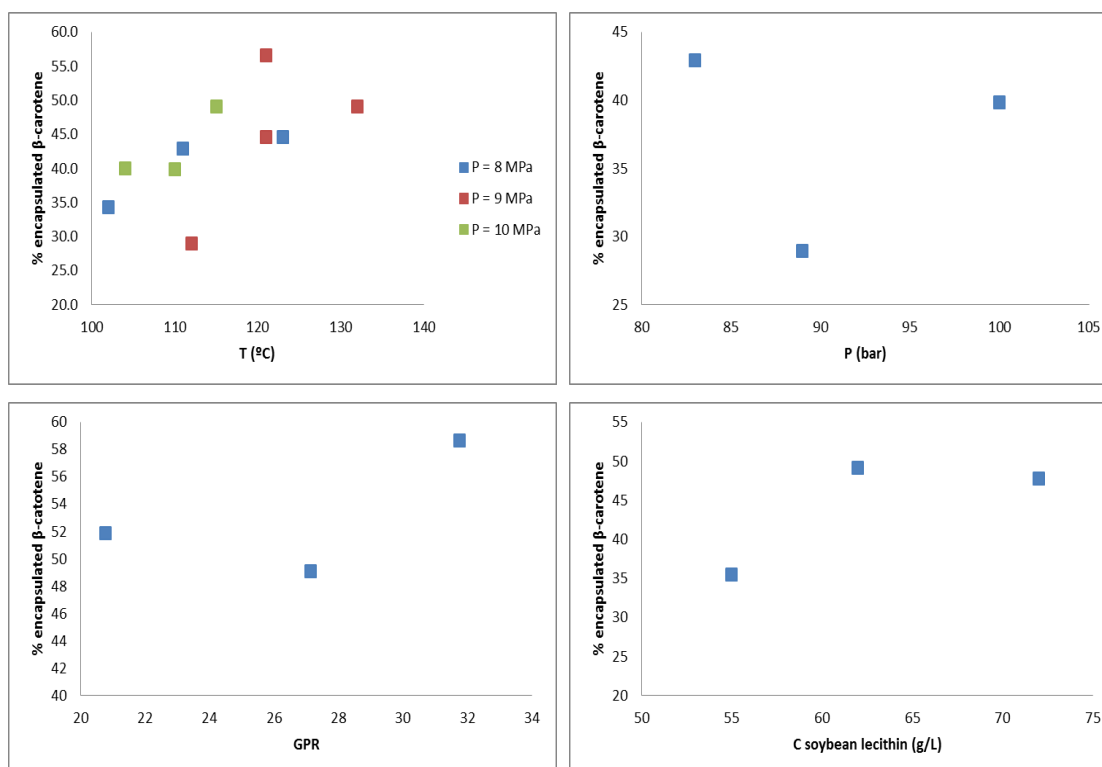 % encapsulated β-carotene
60.0
55.0
50.0
45.0
40.0
35.0
30.0
25.0
20.0
100 110 120 130 140
T (ºC)
P = 8 MPa
P = 9 MPa
P = 10 MPa
% encapsulated β-carotene
45
40
35
30
25
80 85 90 95 100 105
P (bar)
% encapsulated β-catotene
60
58
56
54
52
50
48
46
44
42
40
20 22 24 26 28 30 32 34
GPR
% encapsulated β-carotene
55
50
45
40
35
30
25
20
50 55 60 65 70 75
C soybean lecithin (g/L)